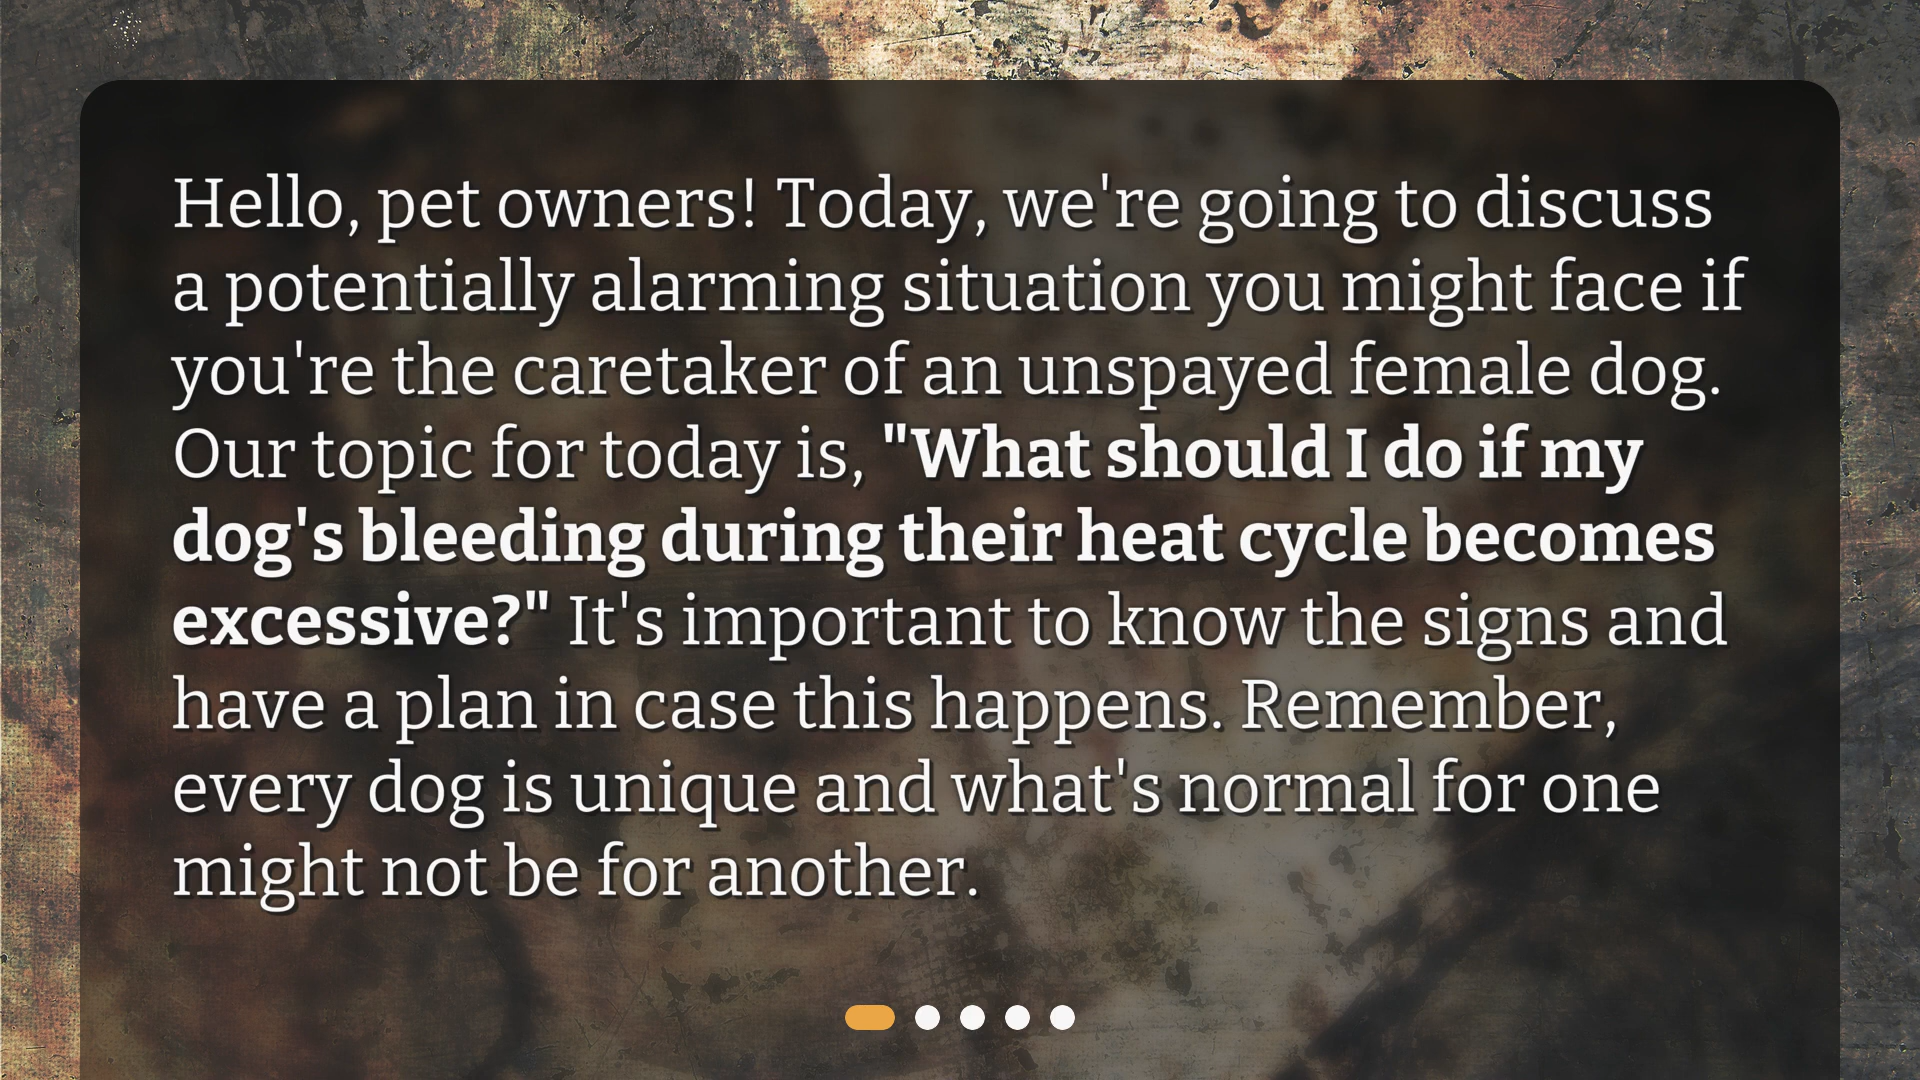 Hello, pet owners! Today, we're going to discuss
a potentially alarming situation you might face if
you're the caretaker of an unspayed female dog.
Our topic for today is, "What should I do if my
dog's bleeding during their heat cycle becomes
excessive?" It's important to know the signs and
have a plan in case this happens. Remember,
every dog is unique and what's normal for one
might not be for another.